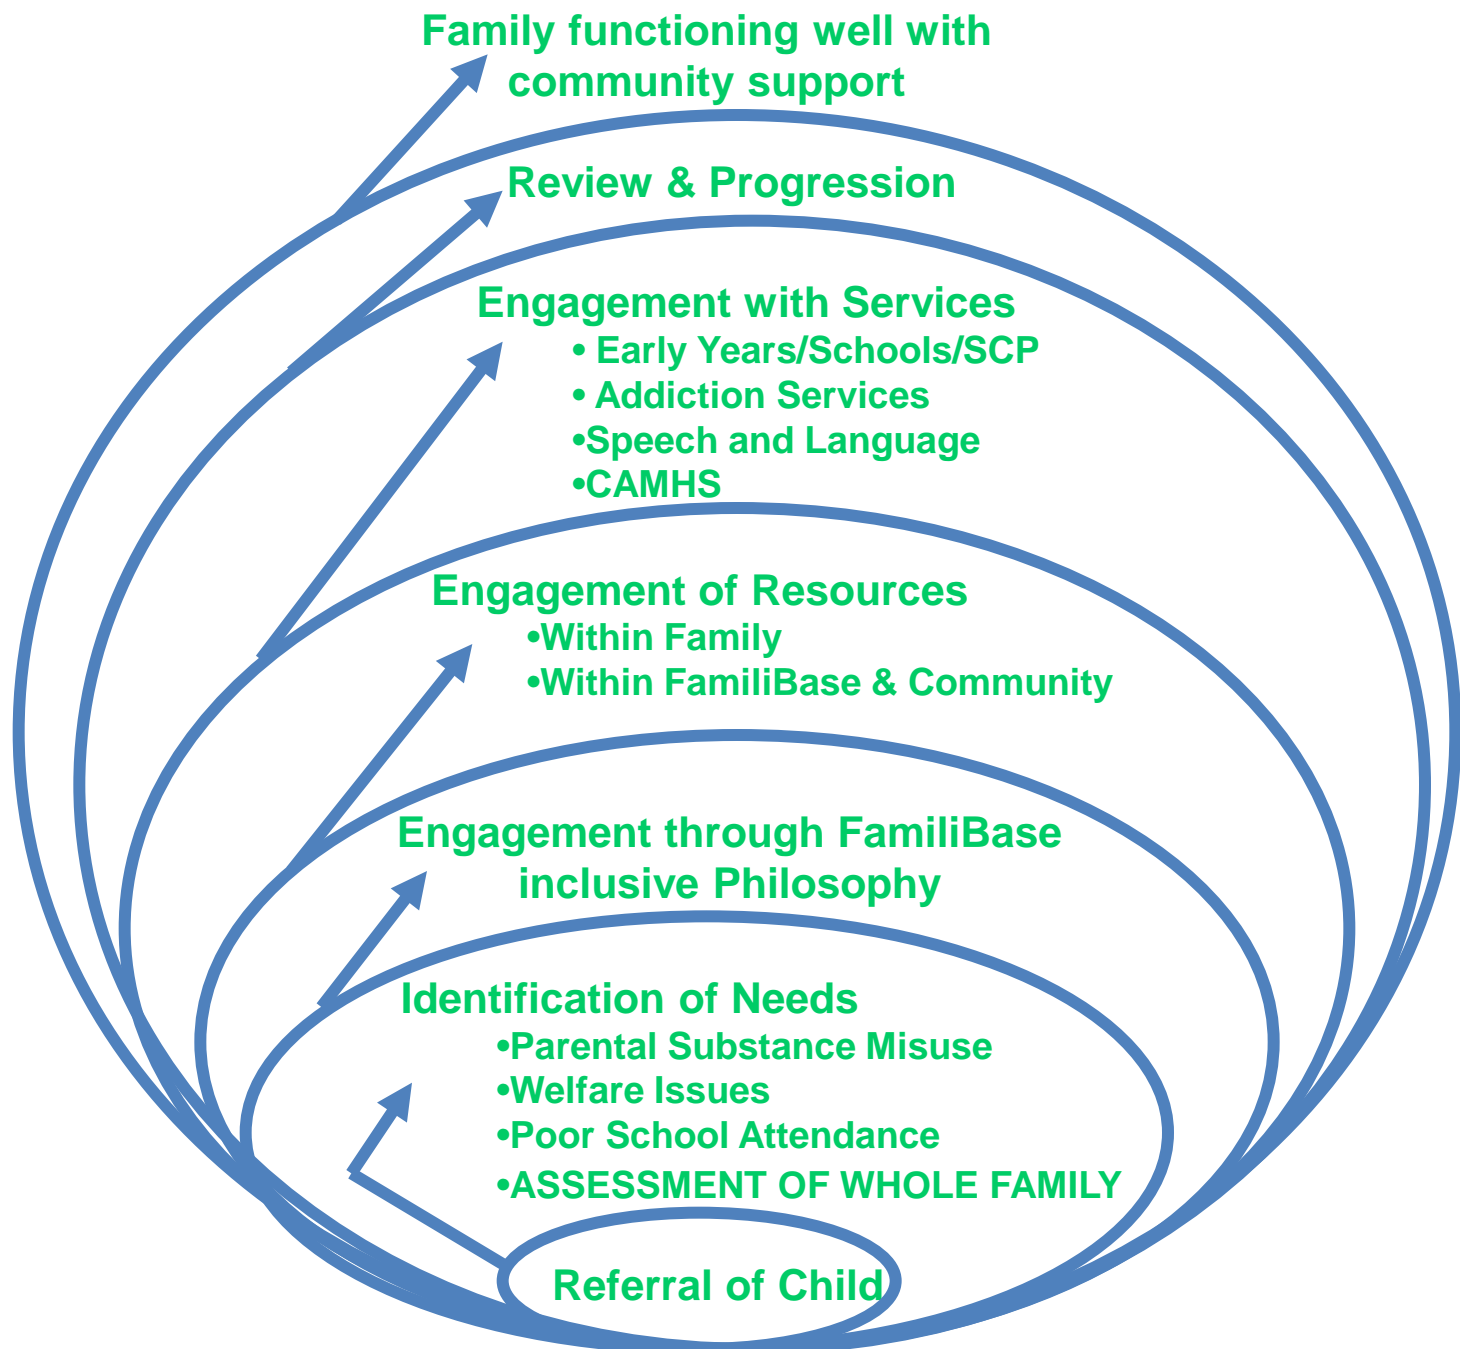 Family functioning well with
community support
Review & Progression
Engagement with Services
• Early Years/Schools/SCP
• Addiction Services
•Speech and Language
•CAMHS
Engagement of Resources
•Within Family
•Within FamiliBase & Community
Engagement through FamiliBase
inclusive Philosophy
Identification of Needs
•Parental Substance Misuse
•Welfare Issues
•Poor School Attendance
•ASSESSMENT OF WHOLE FAMILY
Referral of Child